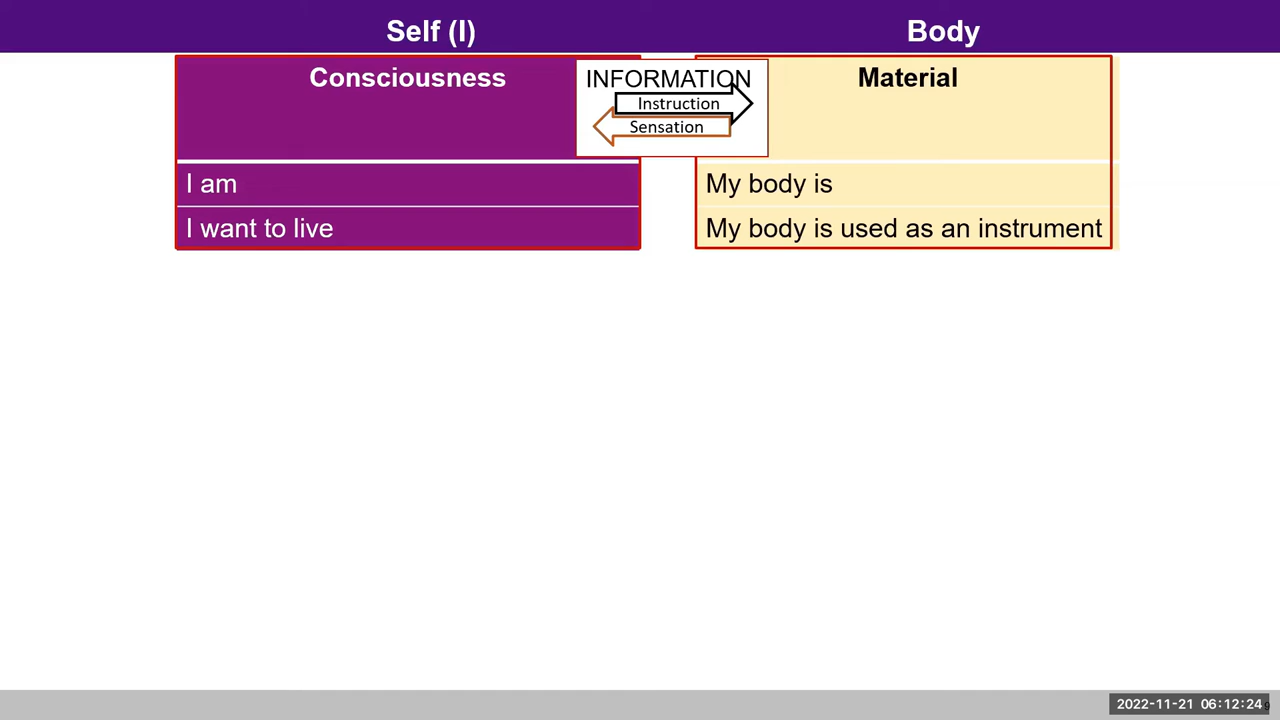 Self (I) Body
Consciousness INFORMATION Material
Instruction
Sensation
I am My body is
I want to live My body is used as an instrument
2022-11-21 06:12:24 9